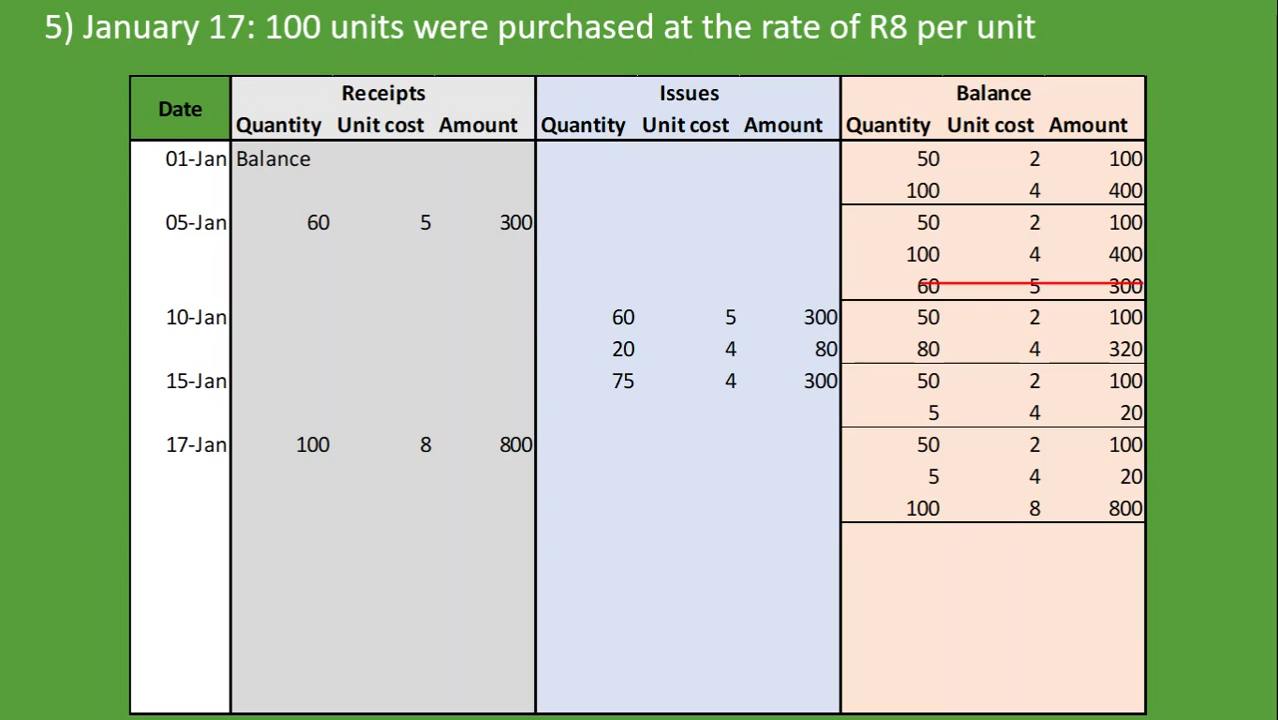 5) January 17: 100 units were purchased at the rate of R8 per unit
Date Receipts Issues Balance
Quantity Unit cost Amount Quantity Unit cost Amount Quantity Unit cost Amount
01-Jan Balance 50 2 100
100 4 400
05-Jan 60 5 300 50 2 100
100 4 400
60 5 300
10-Jan 60 5 300 50 2 100
20 4 80 80 4 320
15-Jan 75 4 300 50 2 100
5 4 20
17-Jan 100 8 800 50 2 100
5 4 20
100 8 800